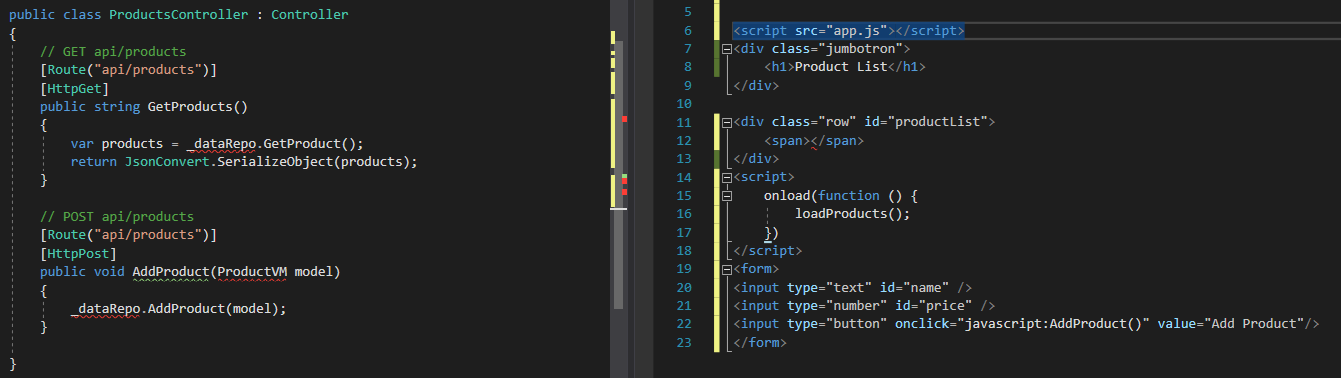 public class ProductsController : Controller
{
// GET api/products
[Route("api/products")]
[HttpGet]
public string GetProducts()
{
var products = _dataRepo.GetProduct();
return JsonConvert.SerializeObject(products);
}
// POST api/products
[Route("api/products")]
[HttpPost]
public void AddProduct(ProductVM model)
{
_dataRepo.AddProduct(model);
}
}
5
6 <script src="app.js"></script>
7 <div class="jumbotron">
8 <h1>Product List</h1>
9 </div>
10
11 <div class="row" id="productList">
12 <span></span>
13 </div>
14 <script>
15 onload(function () {
16 loadProducts();
17 })
18 </script>
19 <form>
20 <input type="text" id="name" />
21 <input type="number" id="price" />
22 <input type="button" onclick="javascript:AddProduct()" value="Add Product"/>
23 </form>